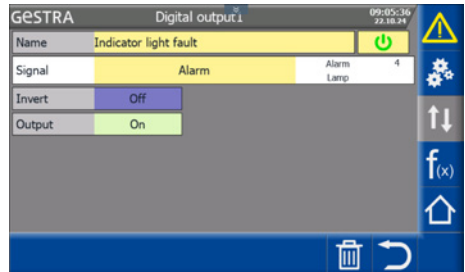 GESTRA Digital output 1 09:05:36
22.10.24
Name Indicator light fault
Signal Alarm Alarm Lamp 4
Invert Off
Output On
f(x)